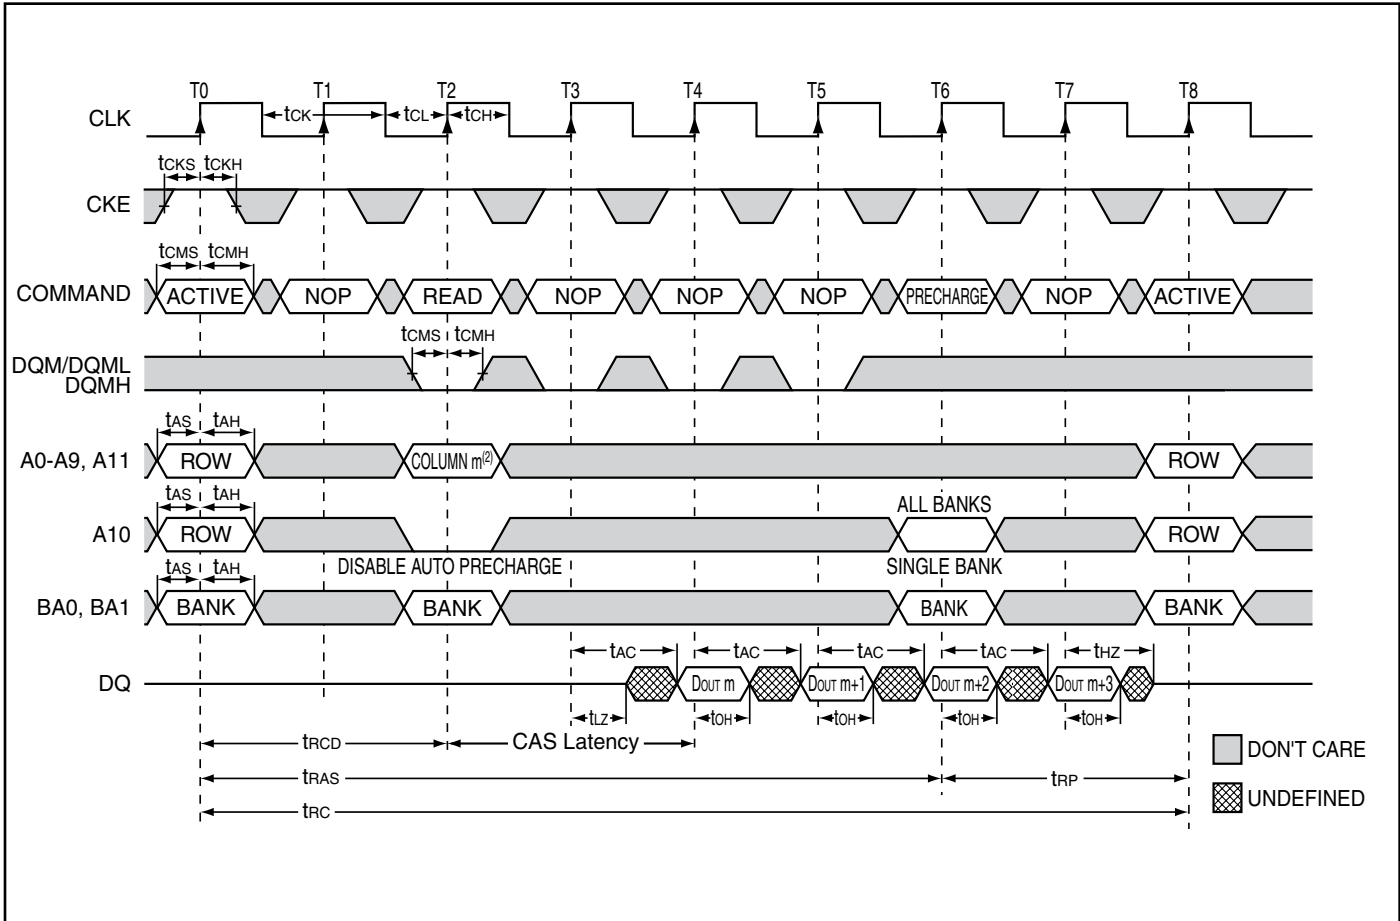 T0 T1 T2 T3 T4 T5 T6 T7 T8
CLK tCK tCL tCH
tCKS tCKH
CKE
tCMS tCMH
COMMAND ACTIVE NOP READ NOP NOP NOP PRECHARGE NOP ACTIVE
tCMS tCMH
DQM/DQML
DQMH
tAS tAH
A0-A9, A11 ROW COLUMN m(2) ROW
tAS tAH ALL BANKS
A10 ROW ROW
DISABLE AUTO PRECHARGE SINGLE BANK
tAS tAH
BA0, BA1 BANK BANK BANK BANK
tAC tAC tAC tAC tHZ
DQ DOUT m DOUT m+1 DOUT m+2 DOUT m+3
tLZ tOH tOH tOH tOH
tRCD CAS Latency
DON'T CARE
tRAS tRP
UNDEFINED
tRC